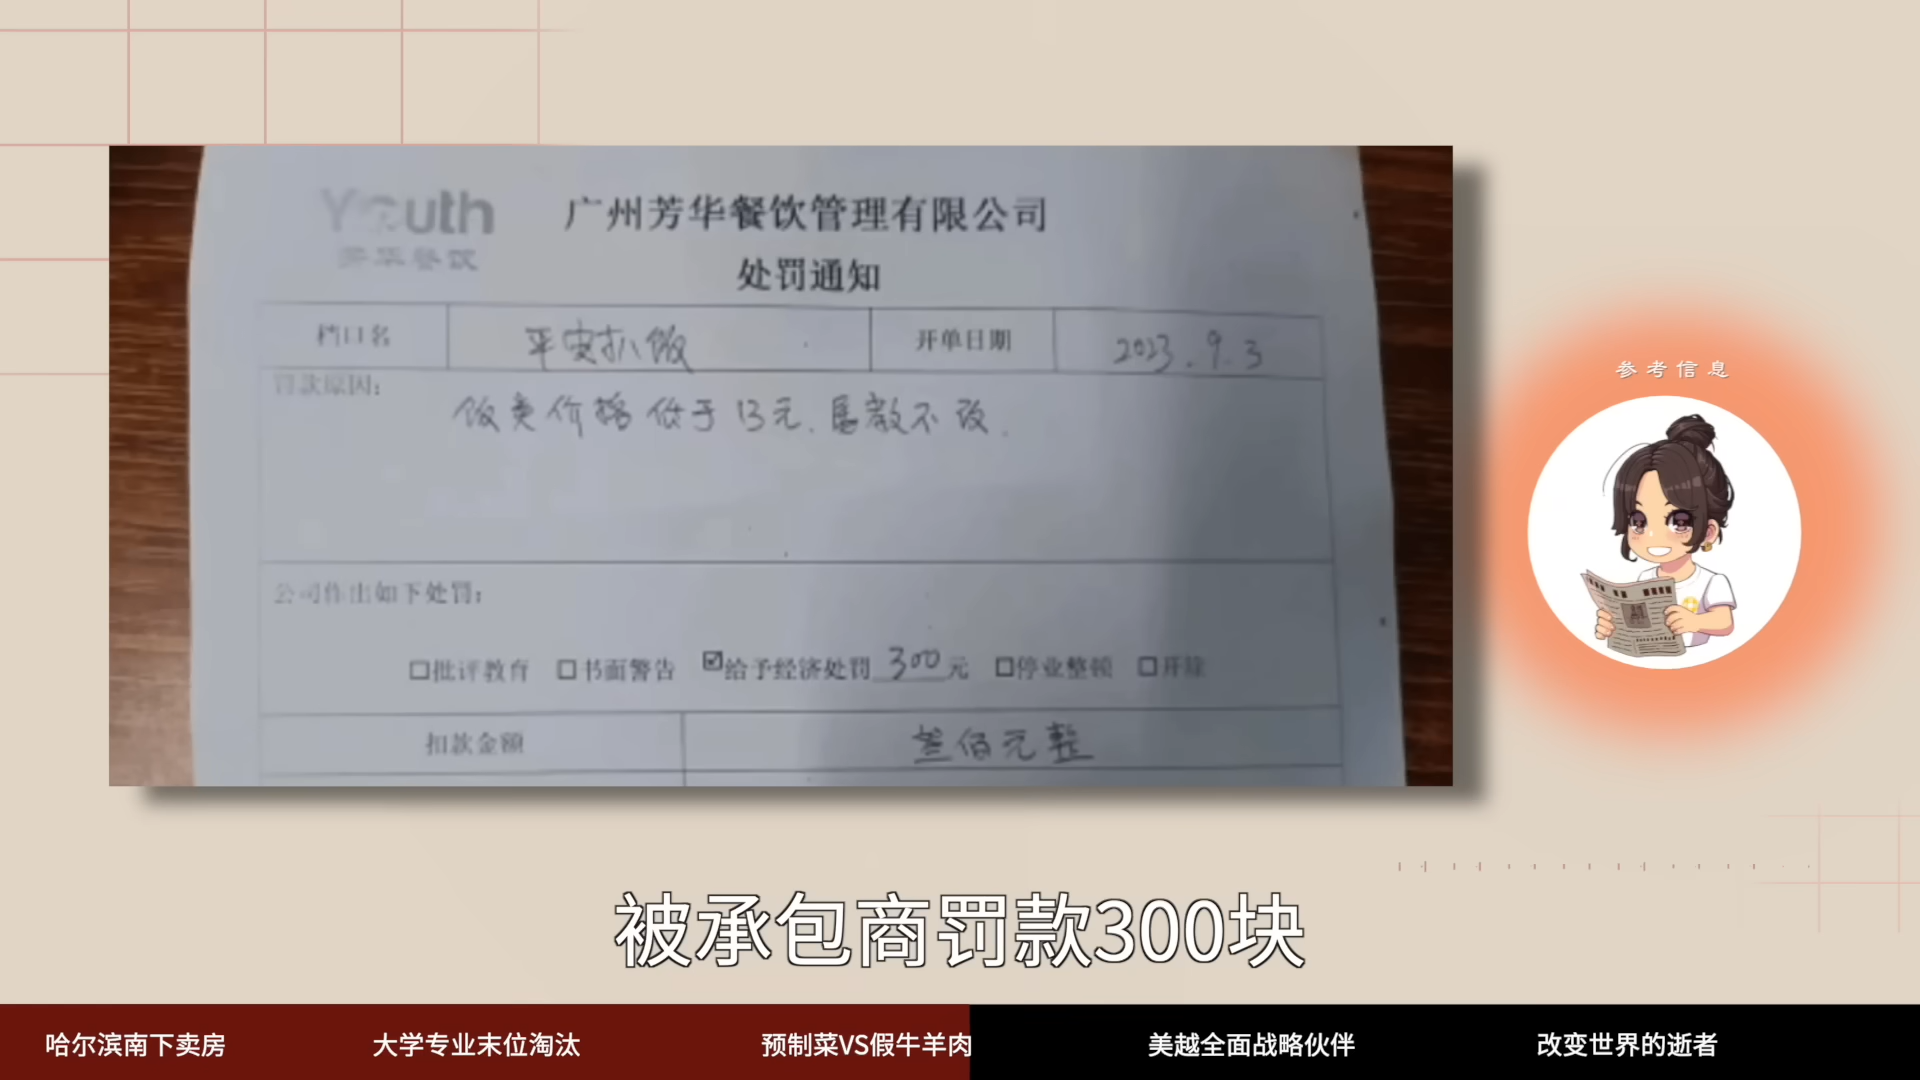 Youth
芳华餐饮
广州芳华餐饮管理有限公司
处罚通知
档口名 平安扒饭 开单日期 2023.9.3
罚款原因：
饭卖价格低于13元.屡教不改.
公司作出如下处罚：
□批评教育 □书面警告 ☑给予经济处罚 300 元 □停业整顿 □开除
扣款金额 叁佰元整
参考信息
被承包商罚款300块
哈尔滨南下卖房 大学专业末位淘汰 预制菜VS假牛羊肉 美越全面战略伙伴 改变世界的逝者